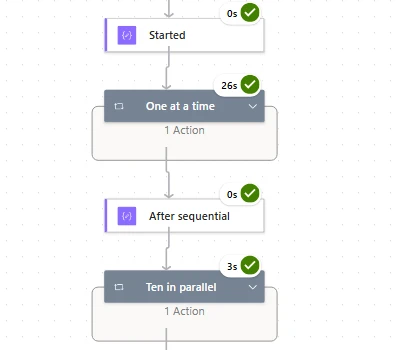 0s
Started
26s
One at a time
1 Action
0s
After sequential
3s
Ten in parallel
1 Action